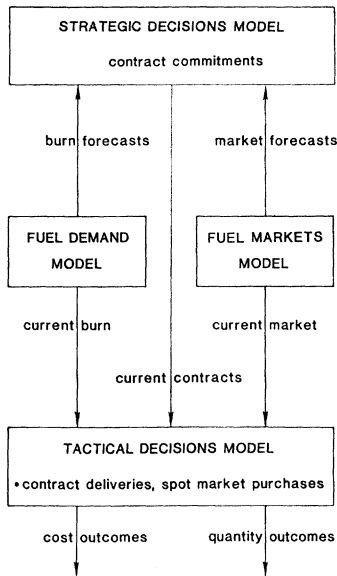 STRATEGIC DECISIONS MODEL
contract commitments
burn forecasts
market forecasts
FUEL DEMAND
MODEL
FUEL MARKETS
MODEL
current burn
current market
current contracts
TACTICAL DECISIONS MODEL
• contract deliveries, spot market purchases
cost outcomes
quantity outcomes